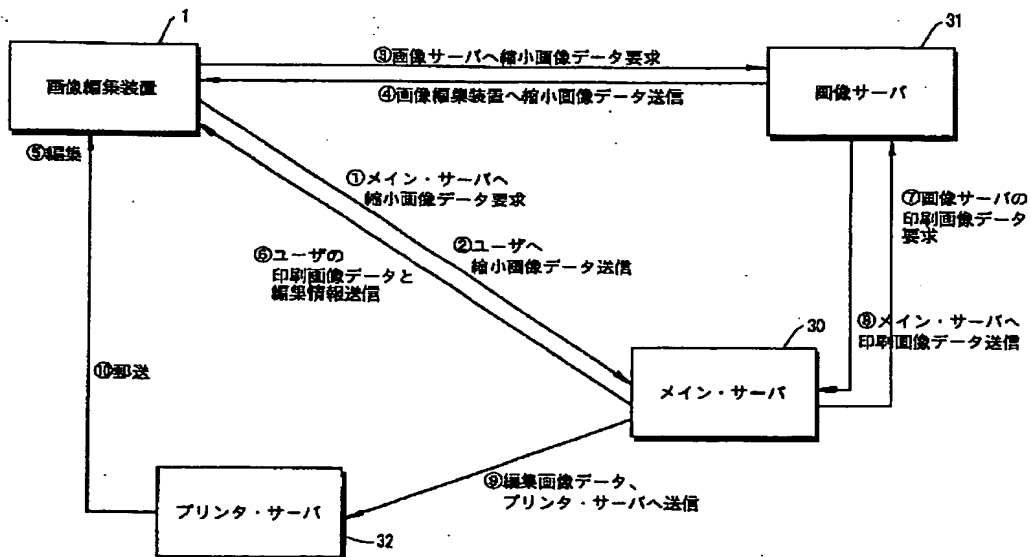 1
31
画像編集装置
③画像サーバへ縮小画像データ要求
④画像編集装置へ縮小画像データ送信
画像サーバ
⑤編集
①メイン・サーバへ
縮小画像データ要求
②ユーザへ
縮小画像データ送信
⑥ユーザの
印刷画像データと
編集情報送信
⑦画像サーバの
印刷画像データ
要求
30
⑧メイン・サーバへ
印刷画像データ送信
メイン・サーバ
⑩郵送
⑨編集画像データ、
プリンタ・サーバへ送信
プリンタ・サーバ
32